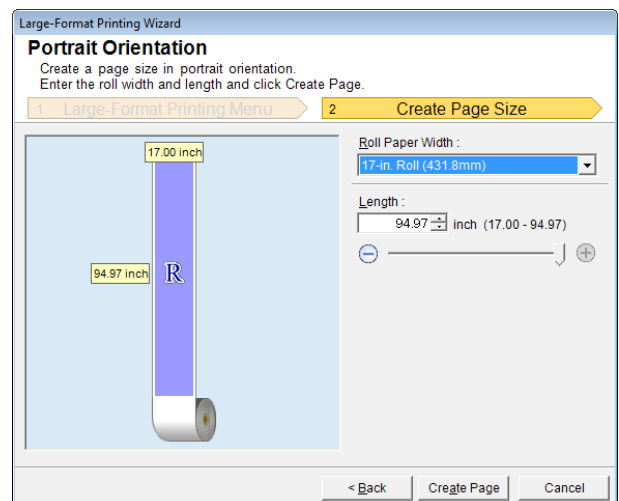 Large-Format Printing Wizard
Portrait Orientation
Create a page size in portrait orientation.
Enter the roll width and length and click Create Page.
1 Large-Format Printing Menu
2 Create Page Size
17.00 inch
94.97 inch
R
Roll Paper Width :
17-in. Roll (431.8mm)
Length :
94.97 inch (17.00 - 94.97)
< Back Create Page Cancel